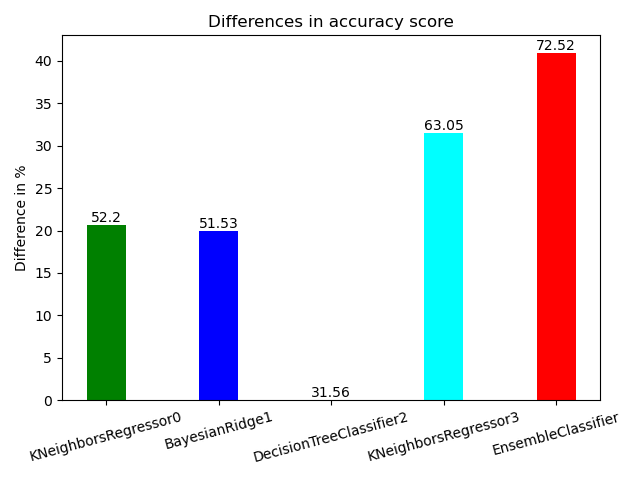 Differences in accuracy score
Difference in %
40
35
30
25
20
15
10
5
0
52.2
51.53
31.56
63.05
72.52
KNeighborsRegressor0
BayesianRidge1
DecisionTreeClassifier2
KNeighborsRegressor3
EnsembleClassifier